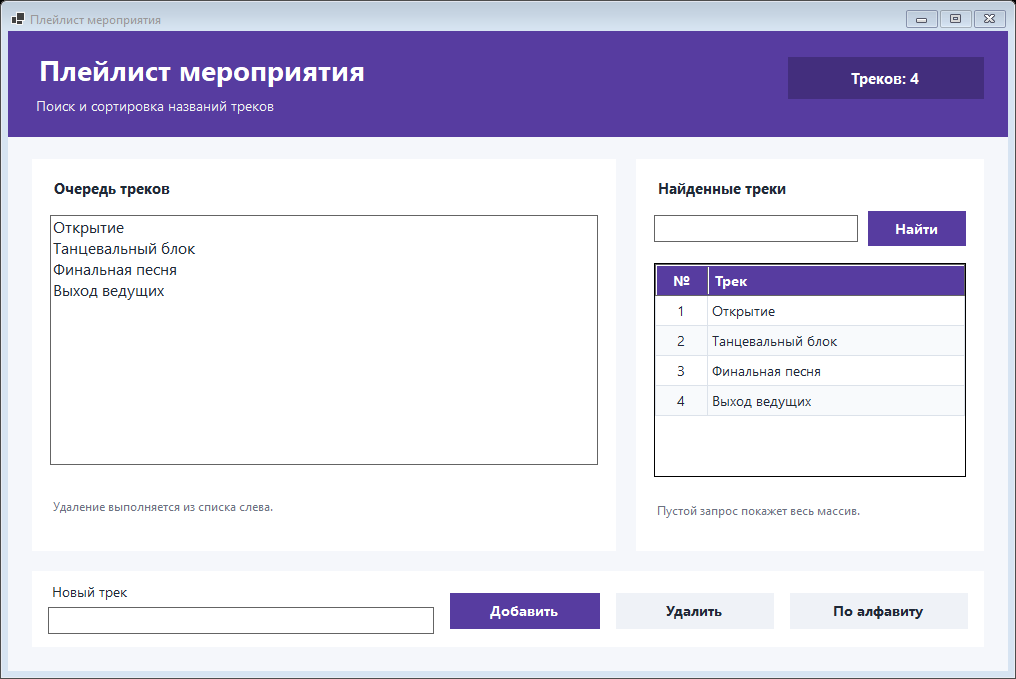 Плейлист мероприятия
Плейлист мероприятия
Поиск и сортировка названий треков
Треков: 4
Очередь треков
Открытие
Танцевальный блок
Финальная песня
Выход ведущих
Удаление выполняется из списка слева.
Найденные треки
Найти
№ Трек
1 Открытие
2 Танцевальный блок
3 Финальная песня
4 Выход ведущих
Пустой запрос покажет весь массив.
Новый трек
Добавить
Удалить
По алфавиту